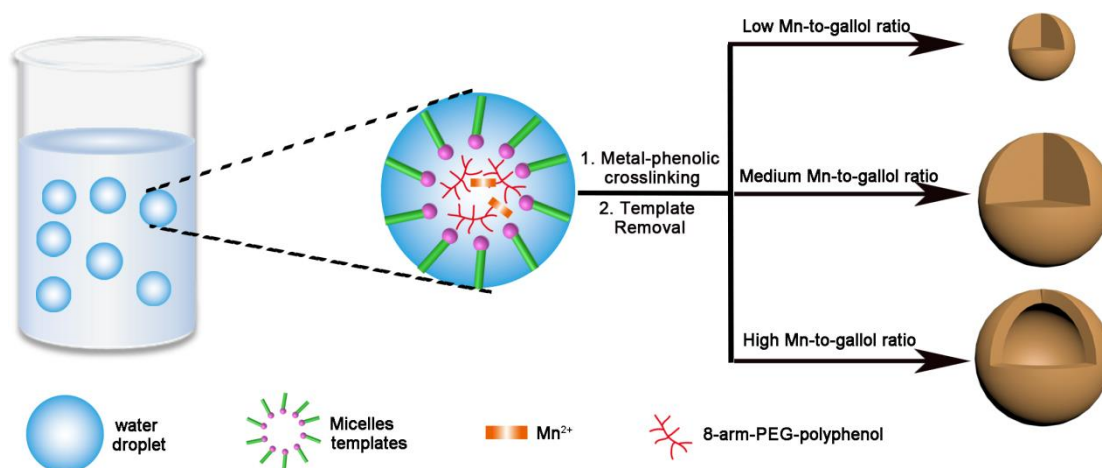 Low Mn-to-gallol ratio
1. Metal-phenolic
crosslinking
2. Template
Removal
Medium Mn-to-gallol ratio
High Mn-to-gallol ratio
water
droplet
Micelles
templates
Mn²⁺
8-arm-PEG-polyphenol